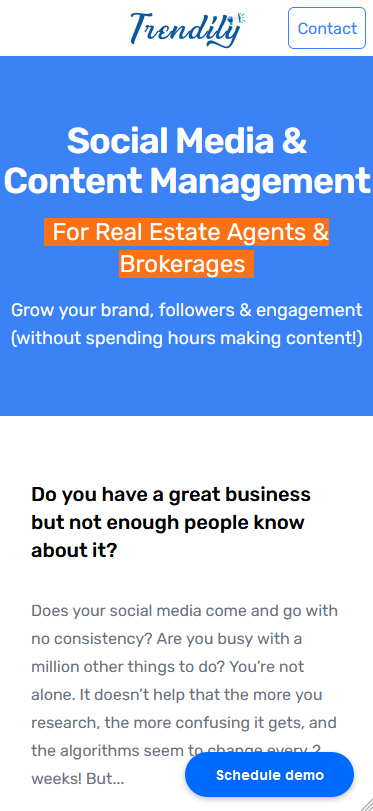 Trendily
Contact
Social Media &
Content Management
For Real Estate Agents &
Brokerages
Grow your brand, followers & engagement
(without spending hours making content!)
Do you have a great business
but not enough people know
about it?
Does your social media come and go with
no consistency? Are you busy with a
million other things to do? You’re not
alone. It doesn’t help that the more you
research, the more confusing it gets, and
the algorithms seem to change every 2
weeks! But...
Schedule demo